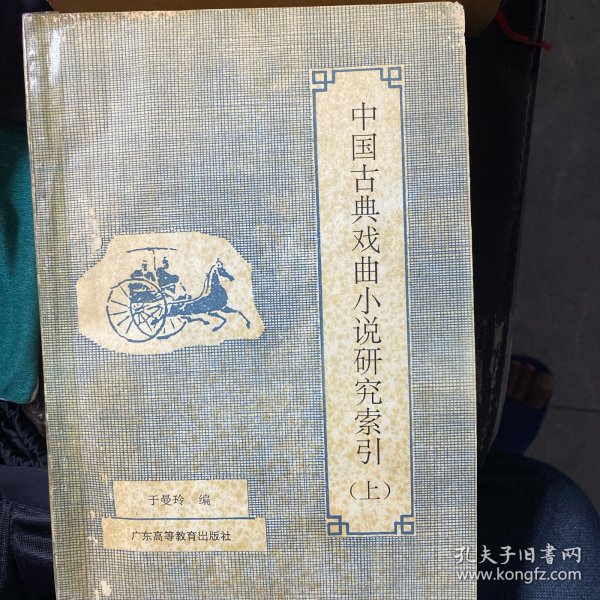 中国古典戏曲小说研究索引（上）
于曼玲 编
广东高等教育出版社
孔夫子旧书网
www.kongfz.com